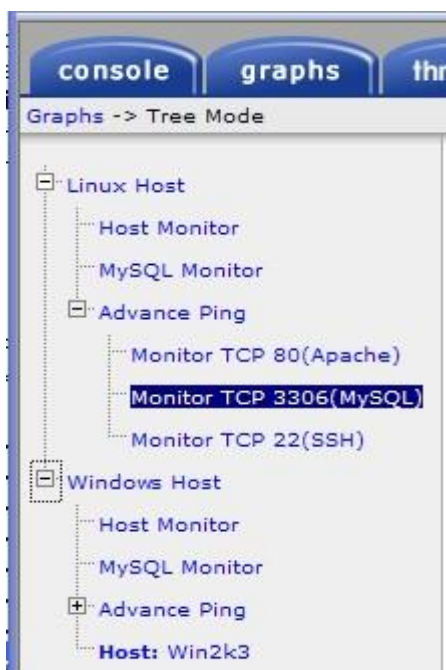 console graphs thr
Graphs -> Tree Mode
Linux Host
Host Monitor
MySQL Monitor
Advance Ping
Monitor TCP 80(Apache)
Monitor TCP 3306(MySQL)
Monitor TCP 22(SSH)
Windows Host
Host Monitor
MySQL Monitor
Advance Ping
Host: Win2k3